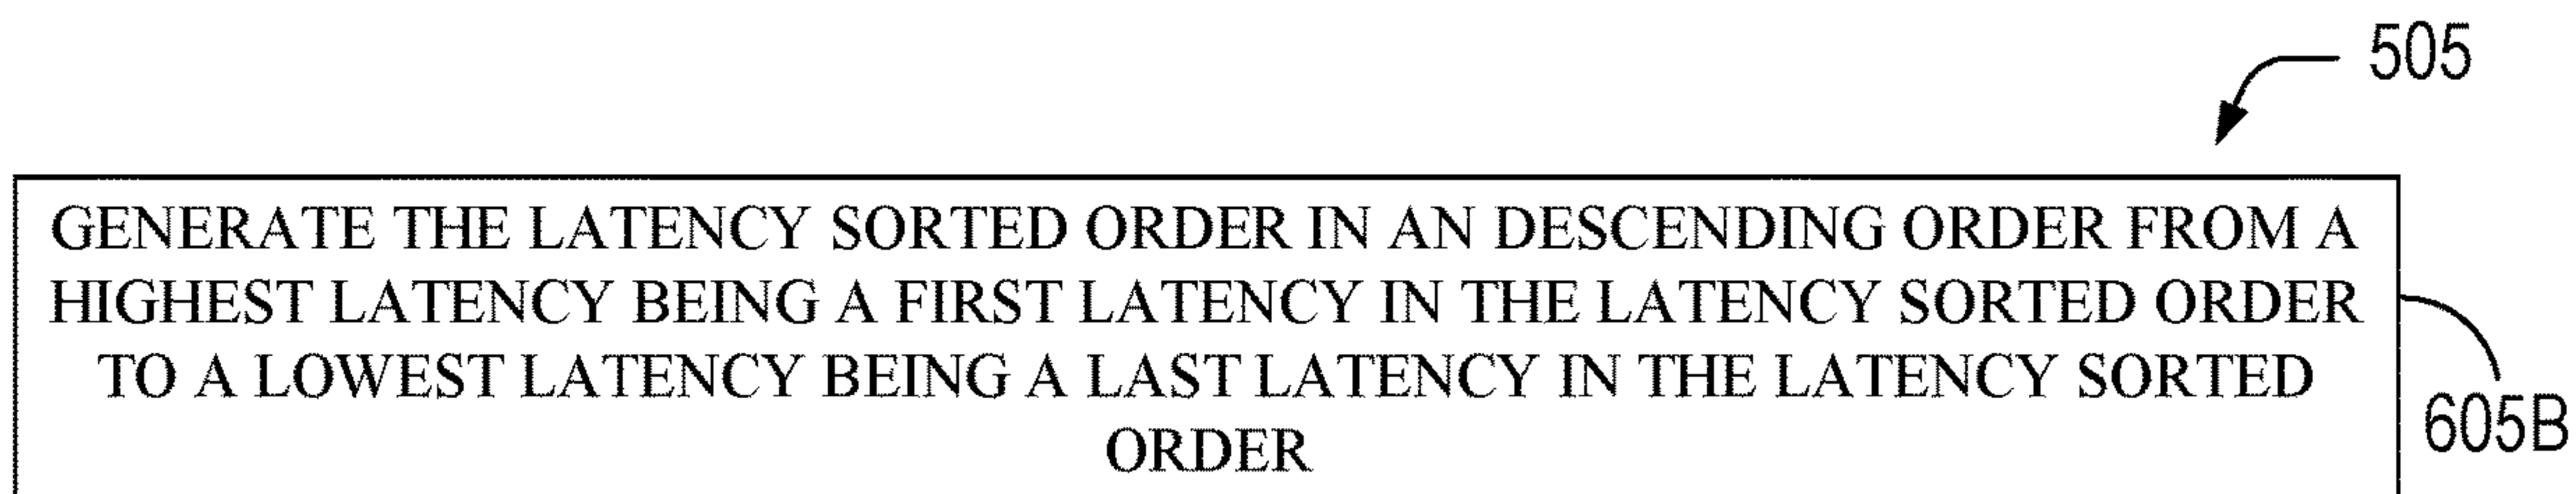 505
GENERATE THE LATENCY SORTED ORDER IN AN DESCENDING ORDER FROM A
HIGHEST LATENCY BEING A FIRST LATENCY IN THE LATENCY SORTED ORDER
TO A LOWEST LATENCY BEING A LAST LATENCY IN THE LATENCY SORTED
ORDER
605B